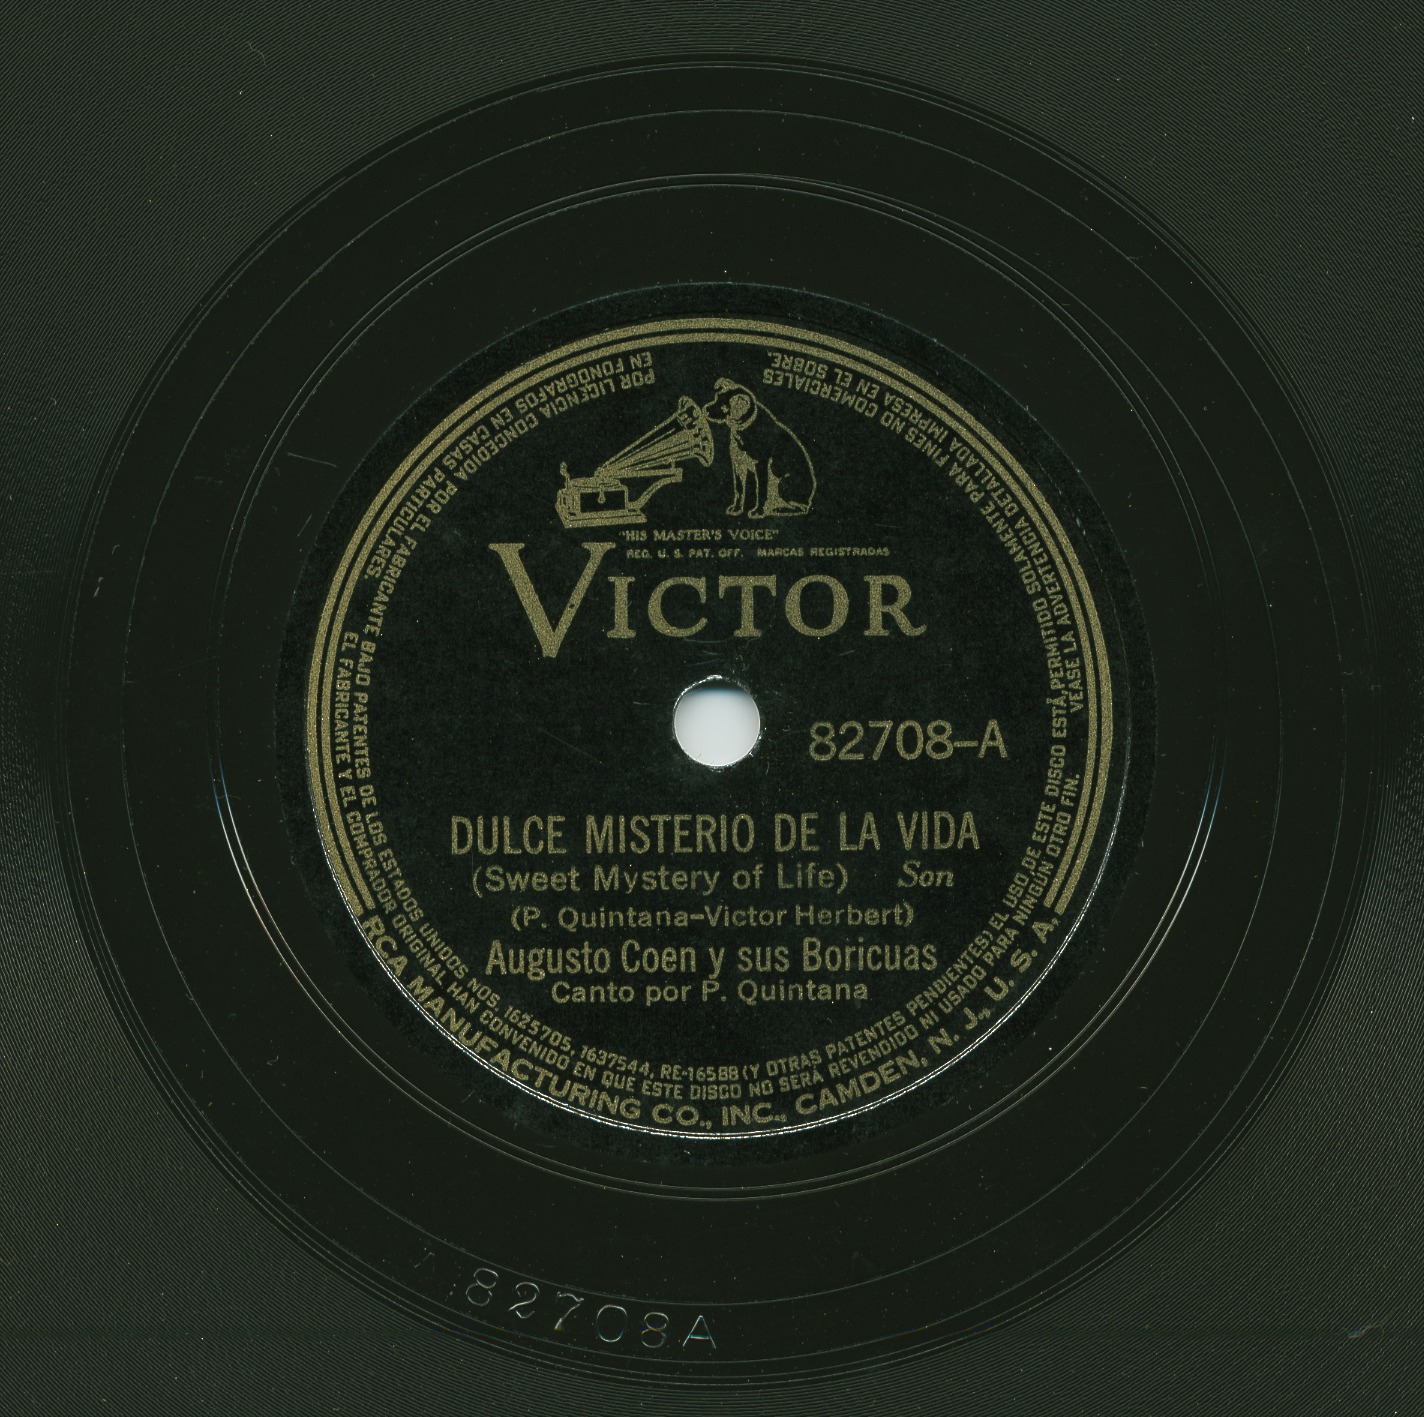 "HIS MASTER'S VOICE"
REG. U. S. PAT. OFF. MARCAS REGISTRADAS
VICTOR
82708-A
DULCE MISTERIO DE LA VIDA
(Sweet Mystery of Life) Son
(P. Quintana-Victor Herbert)
Augusto Coen y sus Boricuas
Canto por P. Quintana
POR LICENCIA CONCEDIDA POR EL FABRICANTE BAJO PATENTES DE LOS ESTADOS UNIDOS NOS. 1625705, 1637544, RE-16588 (Y OTRAS PATENTES PENDIENTES) EL USO DE ESTE DISCO ESTÁ PERMITIDO SOLAMENTE PARA FINES NO COMERCIALES
EN FONOGRAFOS EN CASAS PARTICULARES.
EL FABRICANTE Y EL COMPRADOR ORIGINAL HAN CONVENIDO EN QUE ESTE DISCO NO SERÁ REVENDIDO NI USADO PARA NINGUN OTRO FIN.
VEASE LA ADVERTENCIA DETALLADA IMPRESA EN EL SOBRE.
RCA MANUFACTURING CO., INC., CAMDEN, N. J., U. S. A.
82708A